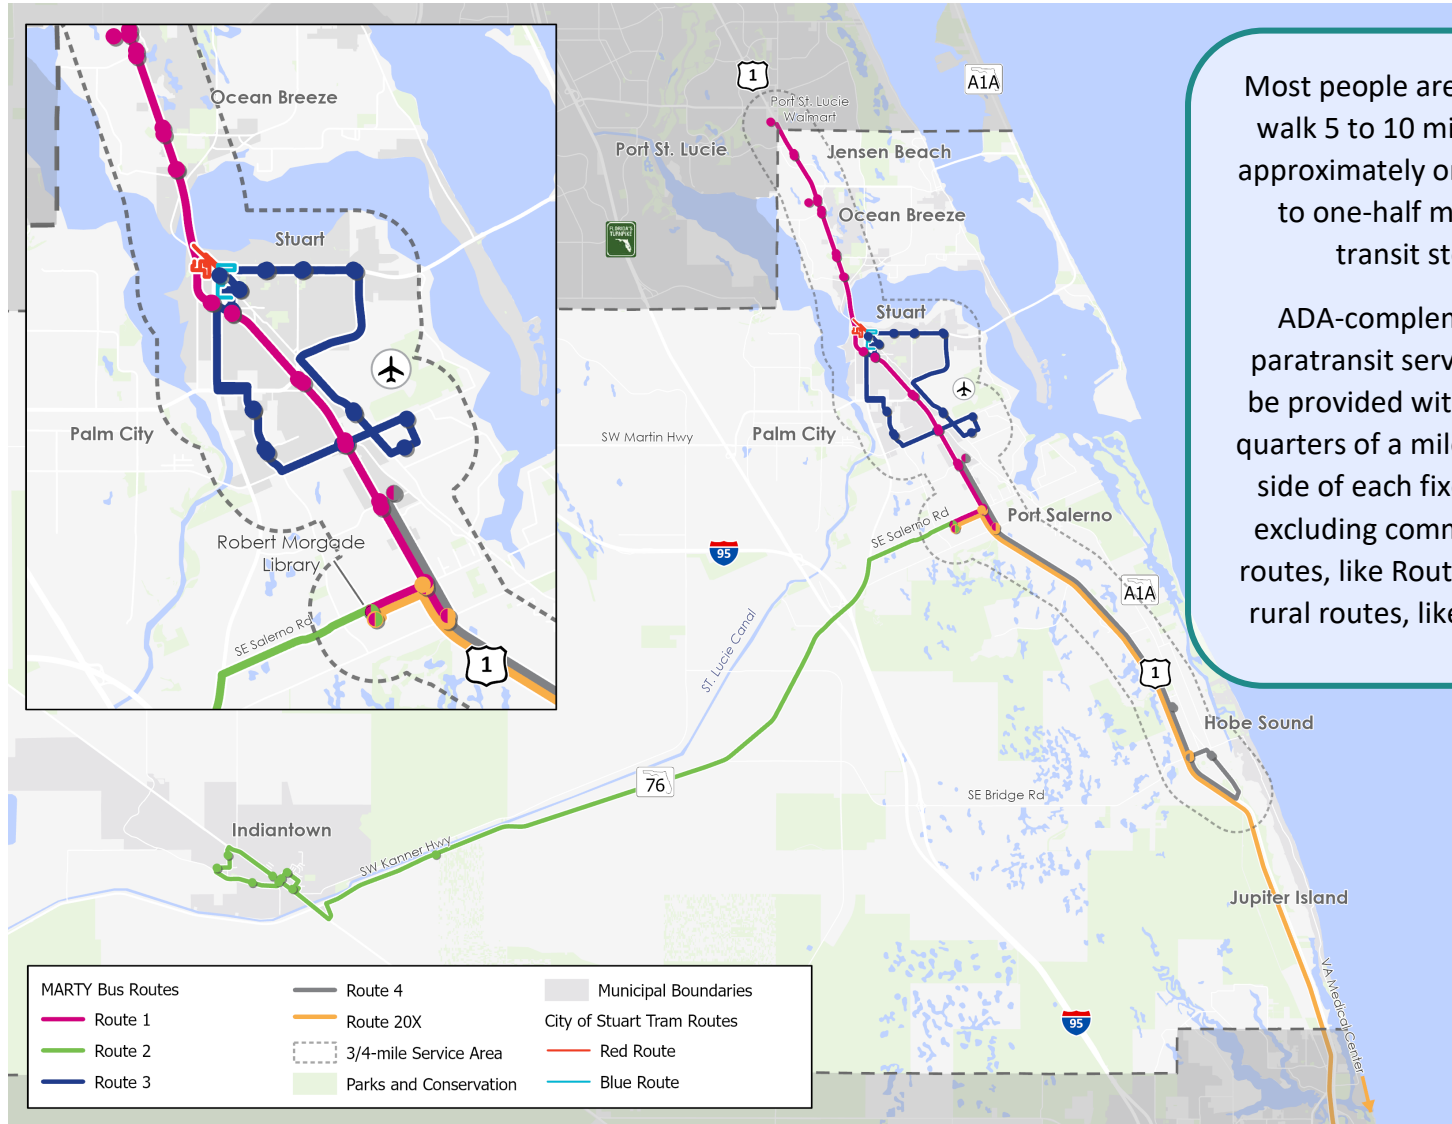 Ocean Breeze
Stuart
Palm City
Robert Morgade
Library
SE Salerno Rd
1
1
Port St. Lucie
Walmart
A1A
Port St. Lucie
Jensen Beach
FLORIDA'S
TURNPIKE
Ocean Breeze
Stuart
SW Martin Hwy
Palm City
Port Salerno
SE Salerno Rd
95
A1A
ST. Lucie Canal
1
Hobe Sound
76
SE Bridge Rd
Indiantown
SW Kanner Hwy
Jupiter Island
VA Medical Center
95
Most people are
walk 5 to 10 mi
approximately o
to one-half m
transit st
ADA-complem
paratransit serv
be provided wit
quarters of a mil
side of each fix
excluding comm
routes, like Rout
rural routes, like
MARTY Bus Routes
Route 1
Route 2
Route 3
Route 4
Route 20X
3/4-mile Service Area
Parks and Conservation
Municipal Boundaries
City of Stuart Tram Routes
Red Route
Blue Route